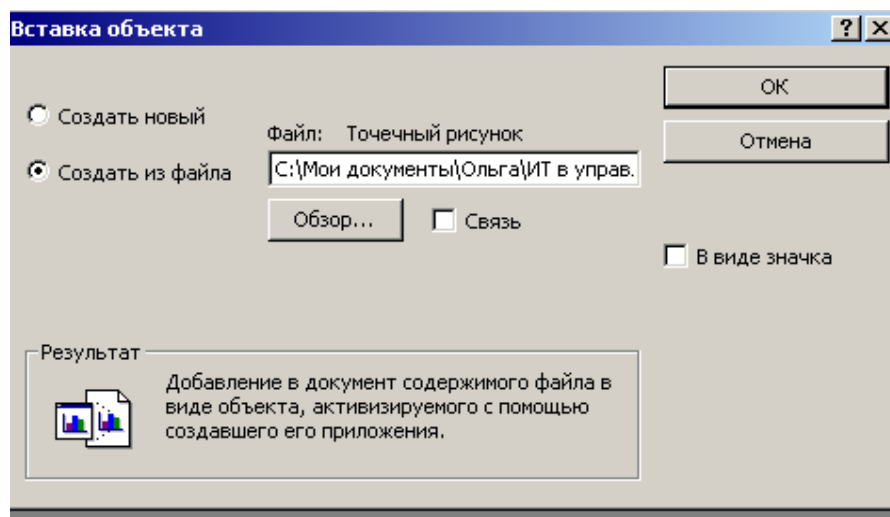 Вставка объекта
Создать новый
Создать из файла
Файл: Точечный рисунок
C:\Мои документы\Ольга\ИТ в управ.
Обзор...
Связь
ОК
Отмена
В виде значка
Результат
Добавление в документ содержимого файла в
виде объекта, активизируемого с помощью
создавшего его приложения.